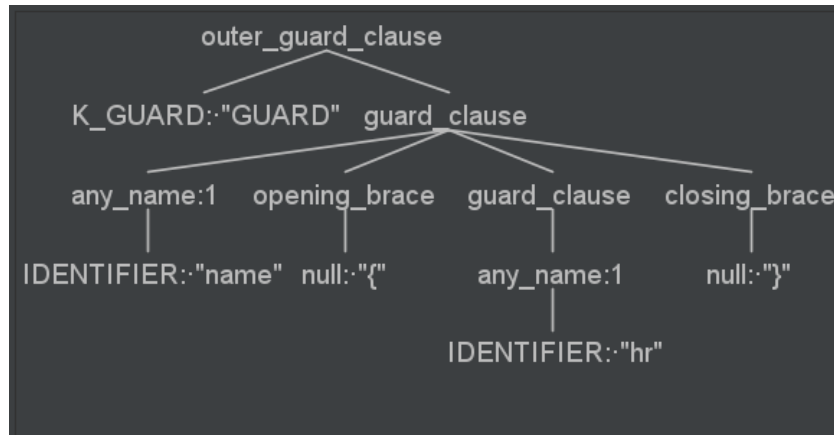 outer_guard_clause
K_GUARD:·"GUARD" guard_clause
any_name:1 opening_brace guard_clause closing_brace
IDENTIFIER:·"name" null:·"{" any_name:1 null:·"}"
IDENTIFIER:·"hr"